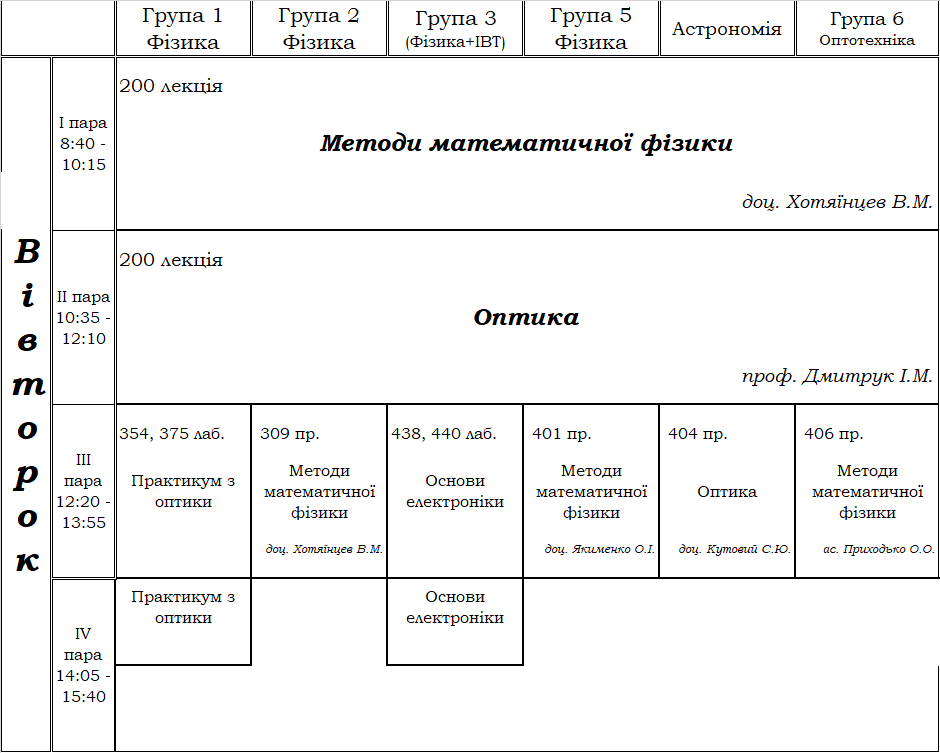 Група 1
Фізика
Група 2
Фізика
Група 3
(Фізика+ІВТ)
Група 5
Фізика
Астрономія
Група 6
Оптотехніка
Вівторок
І пара
8:40 -
10:15
200 лекція
Методи математичної фізики
доц. Хотяїнцев В.М.
ІІ пара
10:35 -
12:10
200 лекція
Оптика
проф. Дмитрук І.М.
ІІІ
пара
12:20 -
13:55
354, 375 лаб.
Практикум з
оптики
309 пр.
Методи
математичної
фізики
доц. Хотяїнцев В.М.
438, 440 лаб.
Основи
електроніки
401 пр.
Методи
математичної
фізики
доц. Якименко О.І.
404 пр.
Оптика
доц. Кутовий С.Ю.
406 пр.
Методи
математичної
фізики
ас. Приходько О.О.
IV
пара
14:05 -
15:40
Практикум з
оптики
Основи
електроніки